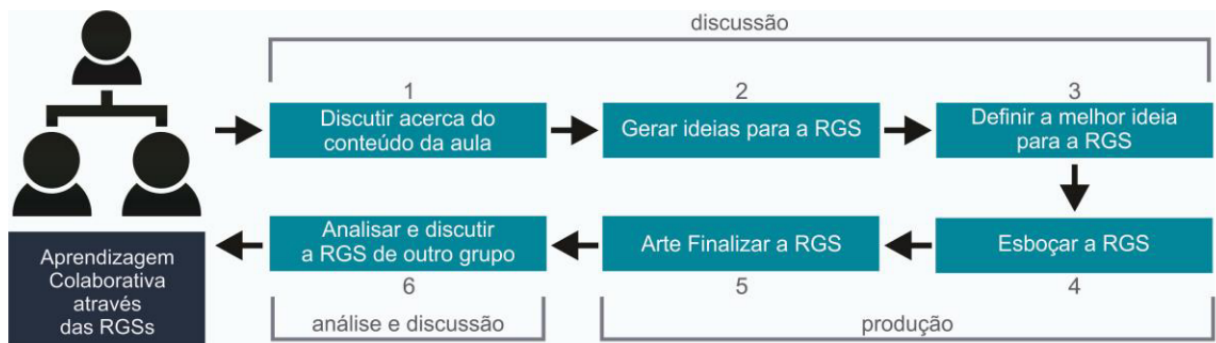 discussão
1
2
3
Discutir acerca do
conteúdo da aula
Gerar ideias para a RGS
Definir a melhor ideia
para a RGS
Esboçar a RGS
4
Arte Finalizar a RGS
5
Analisar e discutir
a RGS de outro grupo
6
produção
análise e discussão
Aprendizagem
Colaborativa
através
das RGSs